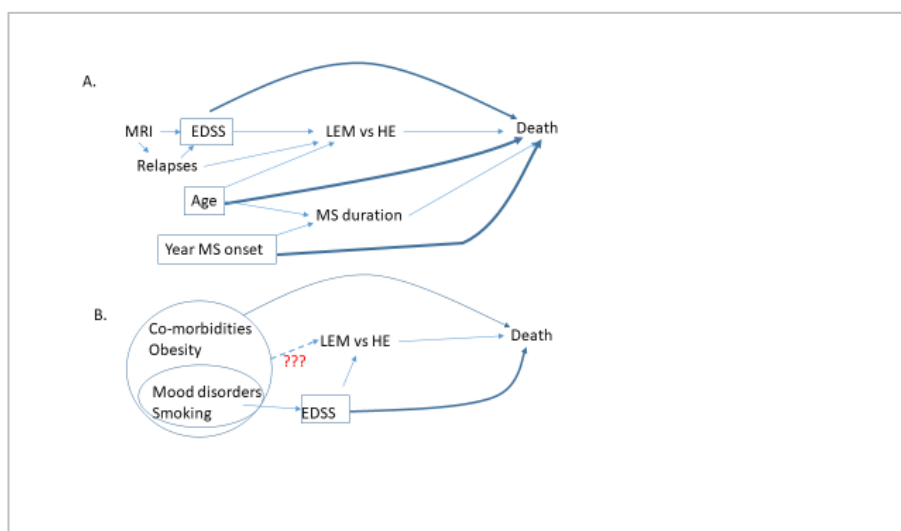 A.
MRI
EDSS
LEM vs HE
Death
Relapses
Age
MS duration
Year MS onset
B.
Co-morbidities
Obesity
LEM vs HE
Death
???
Mood disorders
Smoking
EDSS